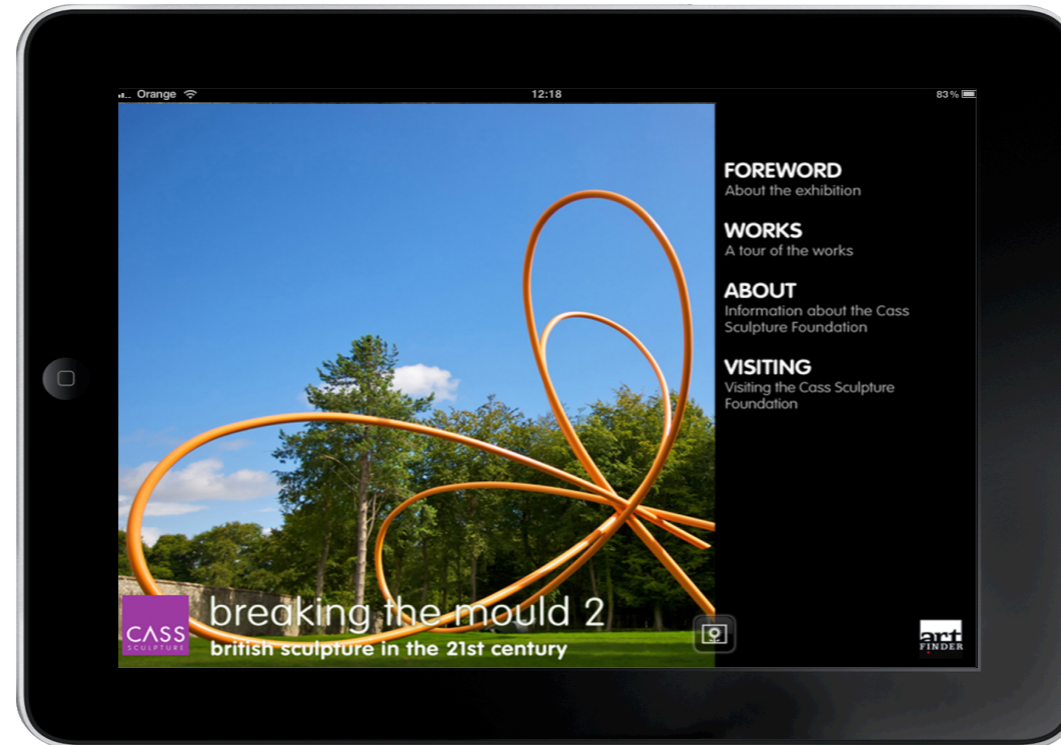 Orange
12:18
83%
FOREWORD
About the exhibition
WORKS
A tour of the works
ABOUT
Information about the Cass
Sculpture Foundation
VISITING
Visiting the Cass Sculpture
Foundation
breaking the mould 2
british sculpture in the 21st century
CASS
SCULPTURE
art
FINDER